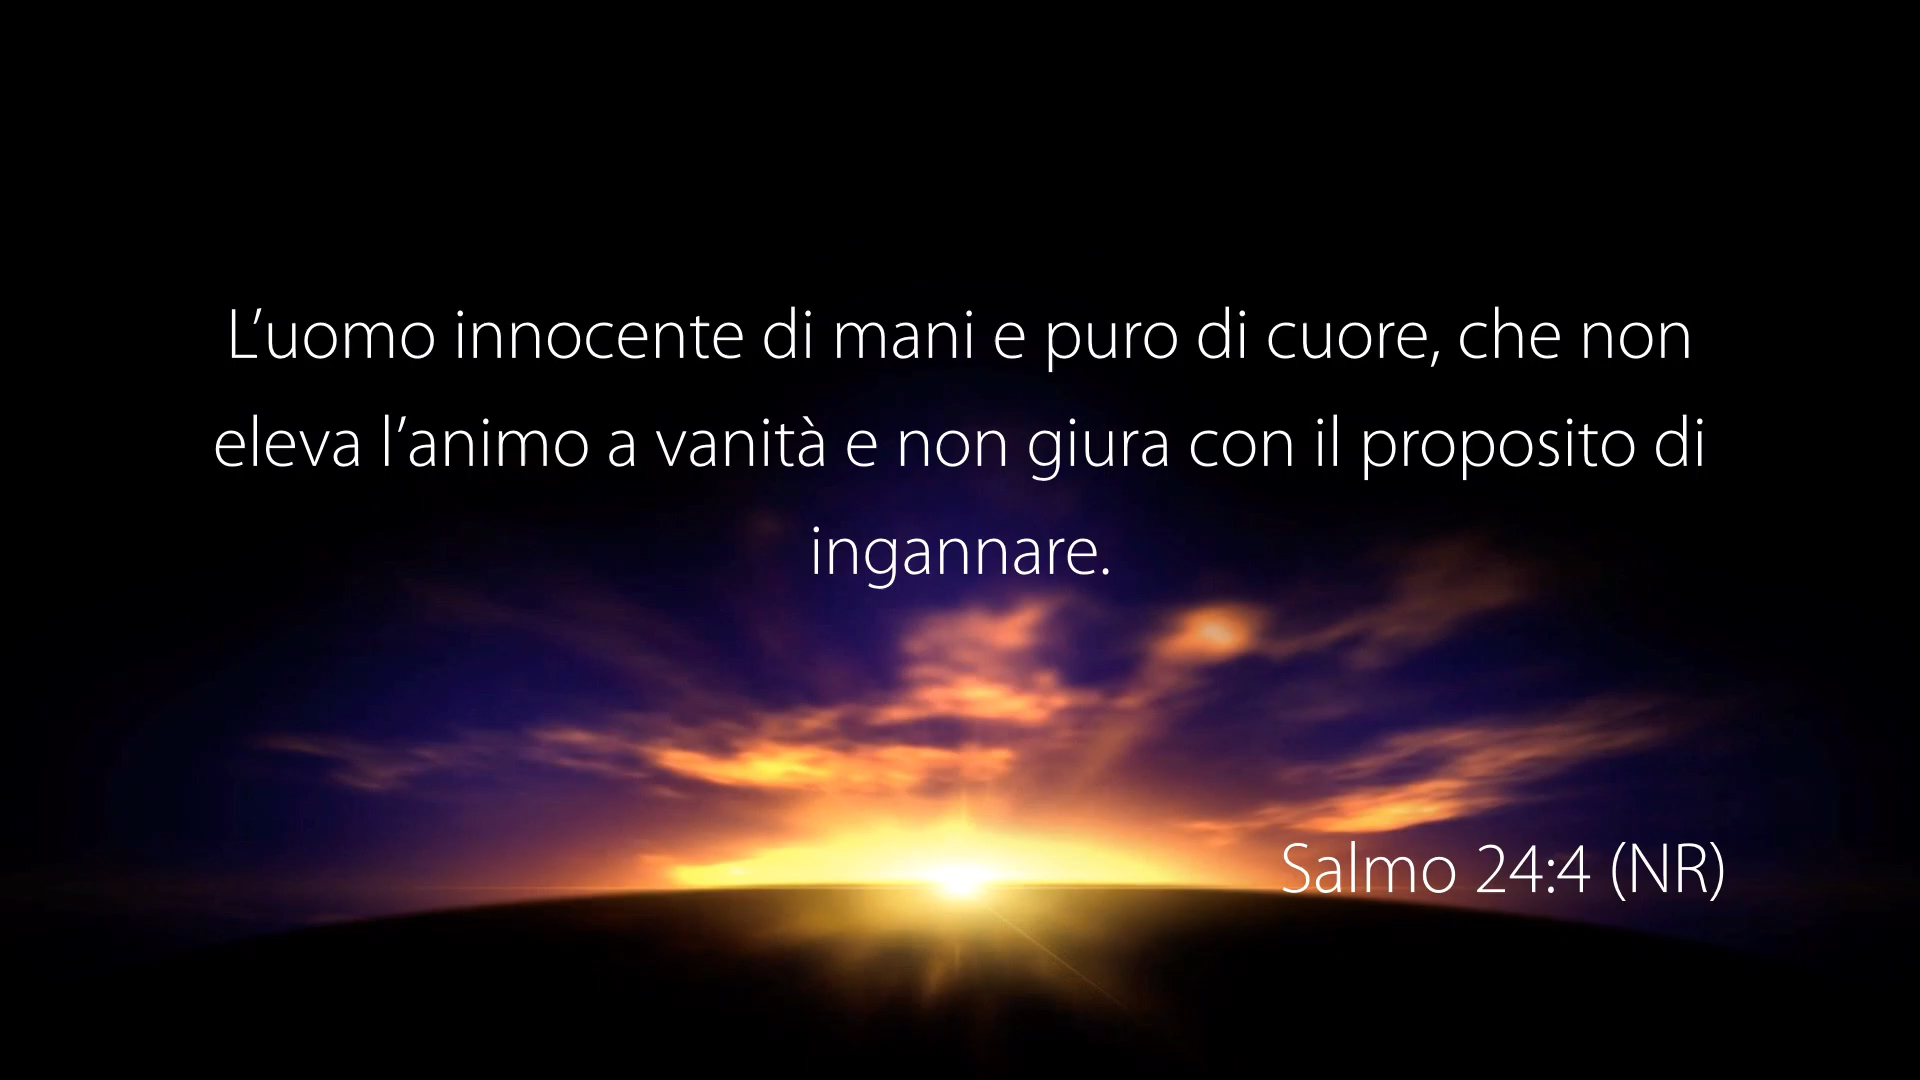 L’uomo innocente di mani e puro di cuore, che non
eleva l’animo a vanità e non giura con il proposito di
ingannare.
Salmo 24:4 (NR)